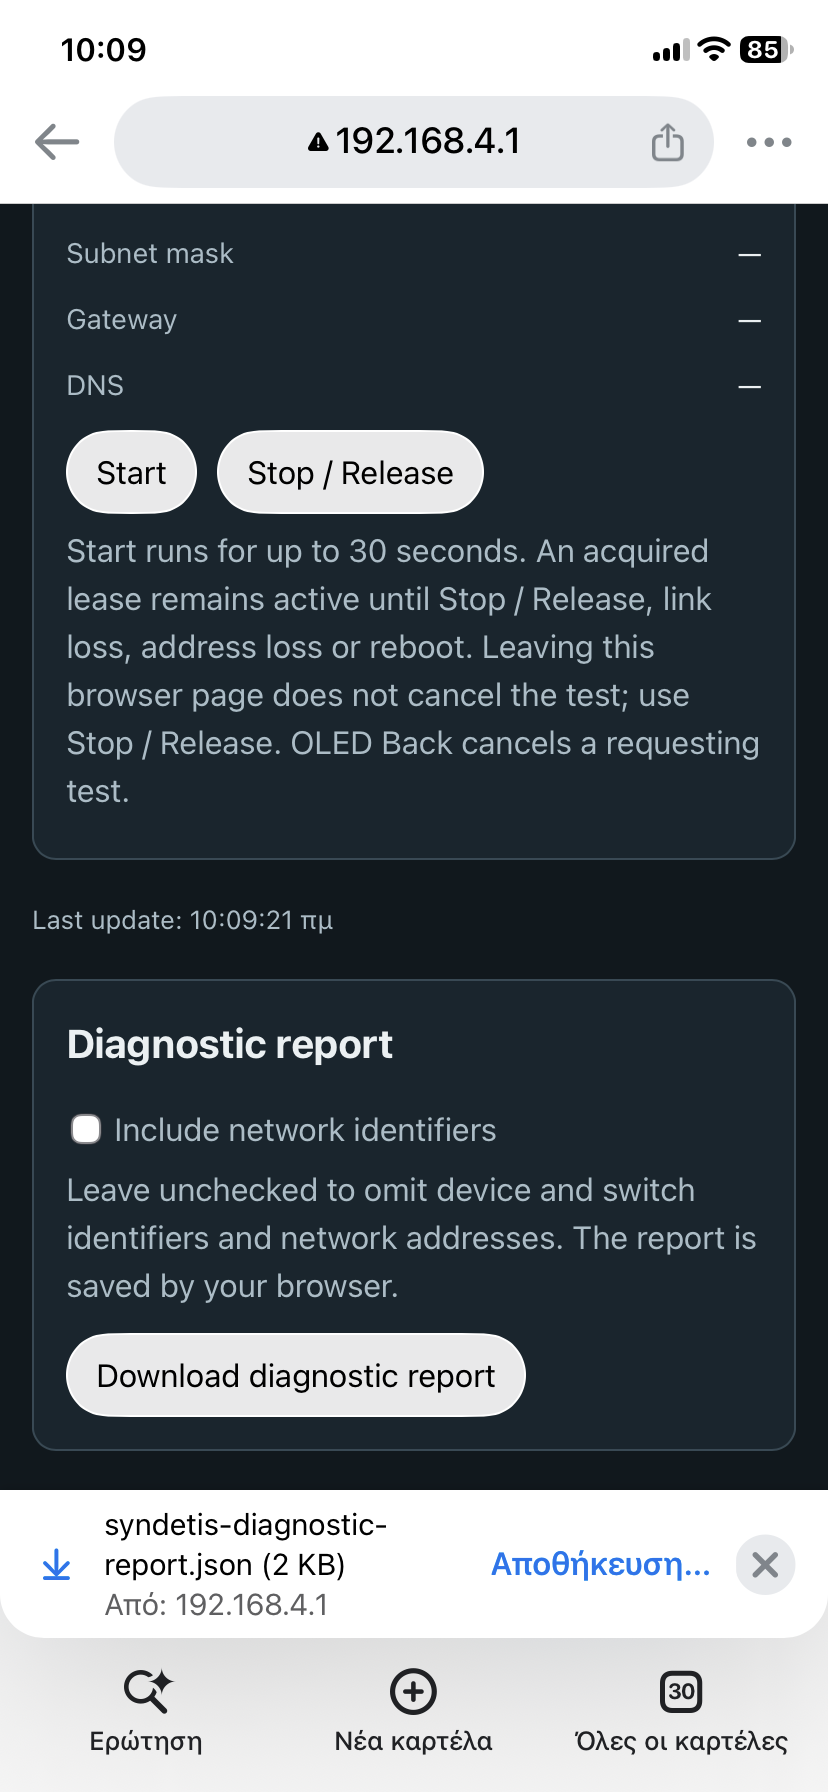 10:09
85
192.168.4.1
Subnet mask —
Gateway —
DNS —
Start Stop / Release
Start runs for up to 30 seconds. An acquired
lease remains active until Stop / Release, link
loss, address loss or reboot. Leaving this
browser page does not cancel the test; use
Stop / Release. OLED Back cancels a requesting
test.
Last update: 10:09:21 πμ
Diagnostic report
Include network identifiers
Leave unchecked to omit device and switch
identifiers and network addresses. The report is
saved by your browser.
Download diagnostic report
syndetis-diagnostic-
report.json (2 KB)
Αποθήκευση...
Από: 192.168.4.1
30
Ερώτηση Νέα καρτέλα Όλες οι καρτέλες